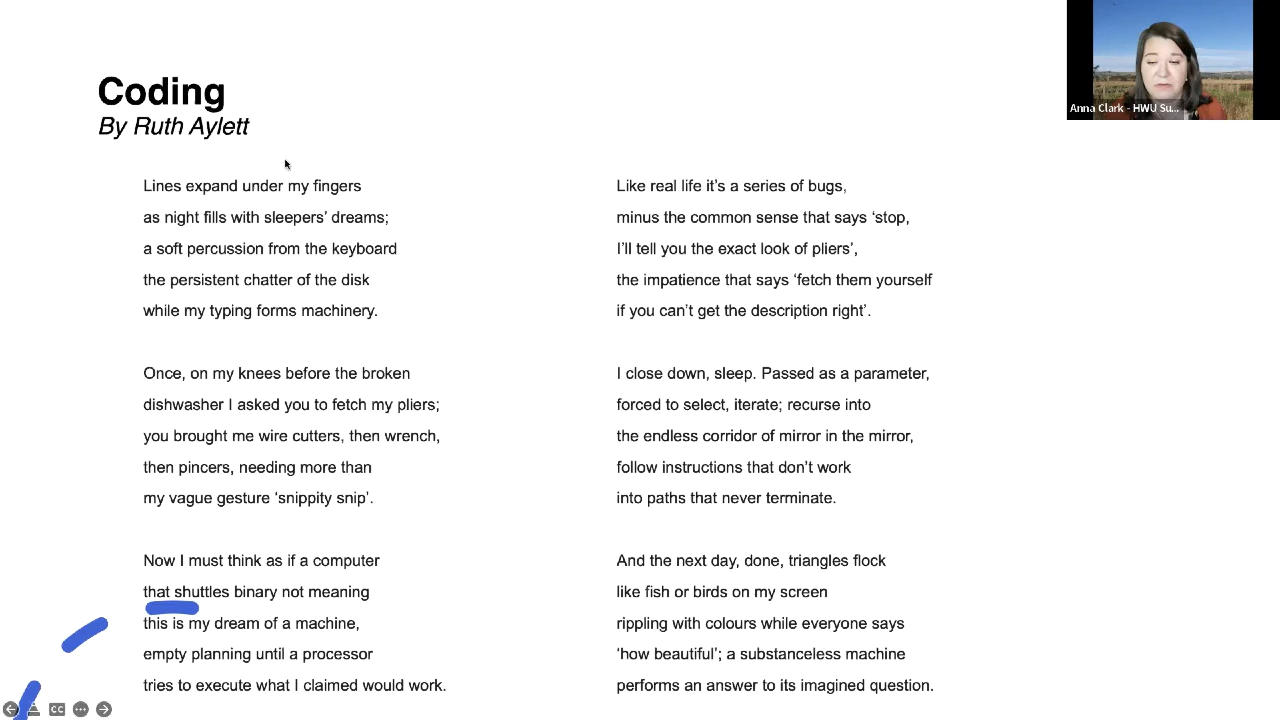 Coding
By Ruth Aylett
Lines expand under my fingers
as night fills with sleepers’ dreams;
a soft percussion from the keyboard
the persistent chatter of the disk
while my typing forms machinery.
Once, on my knees before the broken
dishwasher I asked you to fetch my pliers;
you brought me wire cutters, then wrench,
then pincers, needing more than
my vague gesture ‘snippity snip’.
Now I must think as if a computer
that shuttles binary not meaning
this is my dream of a machine,
empty planning until a processor
tries to execute what I claimed would work.
Like real life it’s a series of bugs,
minus the common sense that says ‘stop,
I’ll tell you the exact look of pliers’,
the impatience that says ‘fetch them yourself
if you can’t get the description right’.
I close down, sleep. Passed as a parameter,
forced to select, iterate; recurse into
the endless corridor of mirror in the mirror,
follow instructions that don’t work
into paths that never terminate.
And the next day, done, triangles flock
like fish or birds on my screen
rippling with colours while everyone says
‘how beautiful’; a substanceless machine
performs an answer to its imagined question.
Anna Clark - HWU Su...
CC